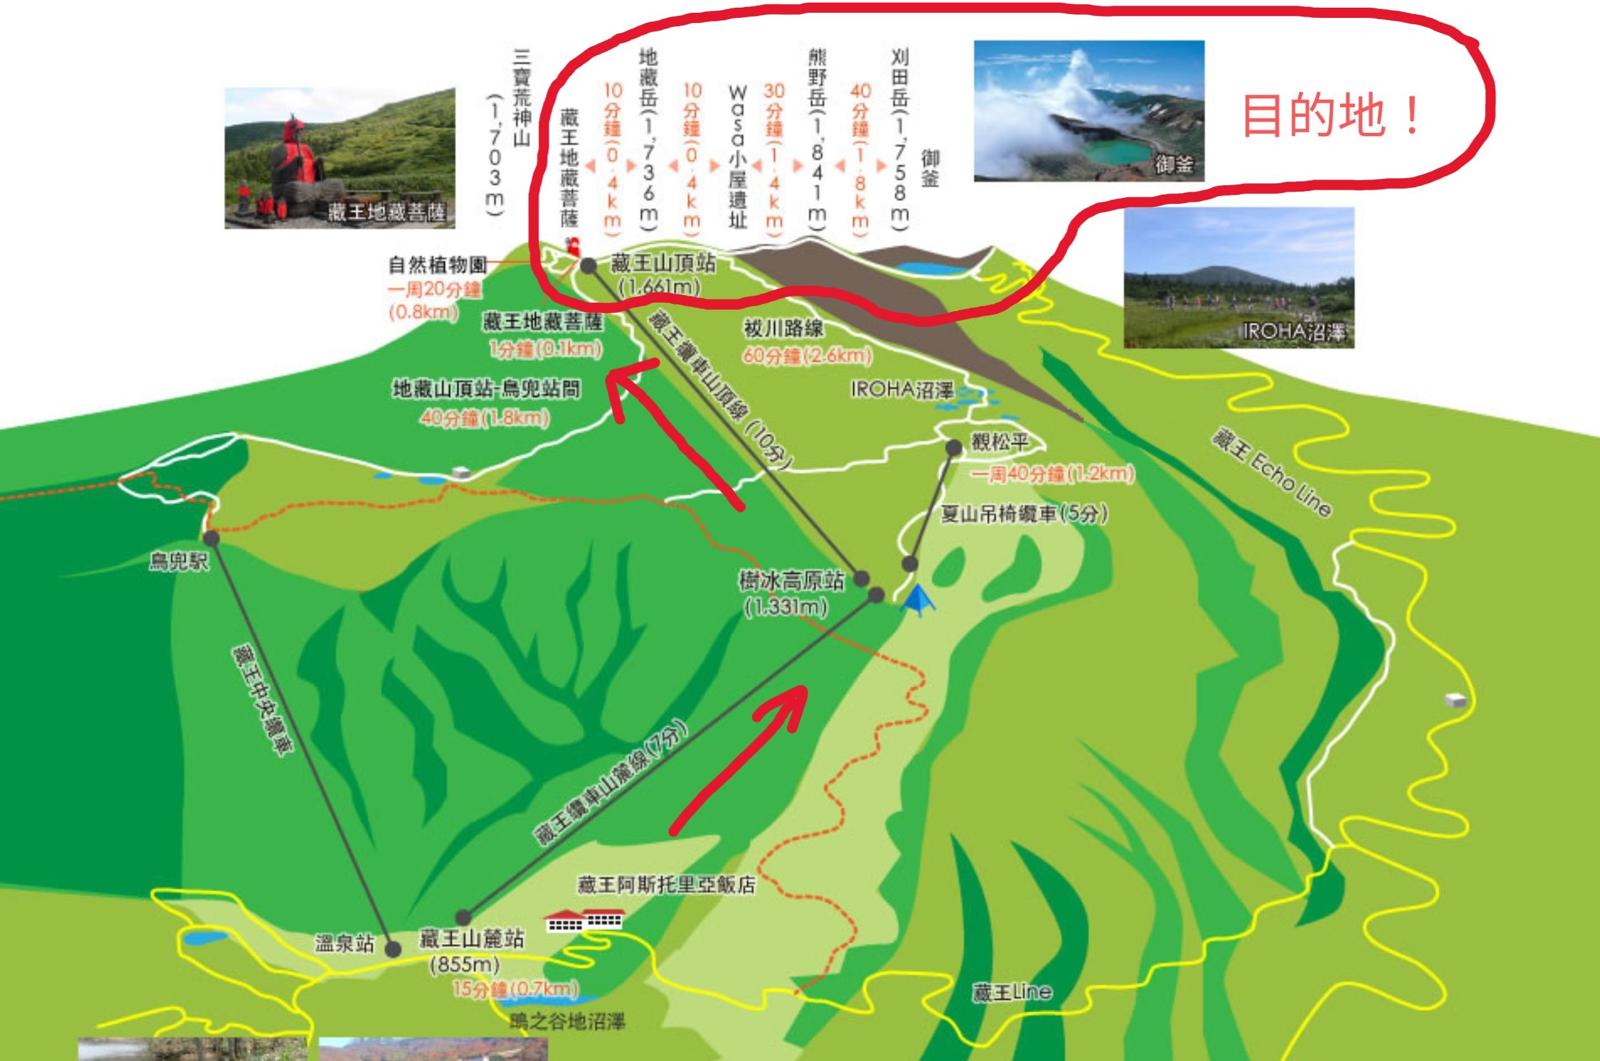 三寶荒神山
(1,703m)
藏王地藏菩薩
10分鐘(0.4km)
地藏岳(1,736m)
10分鐘(0.4km)
Wasa小屋遺址
30分鐘(1.4km)
熊野岳(1,841m)
40分鐘(1.8km)
刈田岳(1,758m)
御釜
御釜
目的地！
藏王地藏菩薩
IROHA沼澤
自然植物園
一周20分鐘
(0.8km)
藏王山頂站
(1.661m)
藏王地藏菩薩
1分鐘(0.1km)
地藏山頂站-鳥兜站間
40分鐘(1.8km)
藏王纜車山頂線(10分)
祓川路線
60分鐘(2.6km)
IROHA沼澤
觀松平
一周40分鐘(1.2km)
夏山吊椅纜車(5分)
藏王 Echo Line
鳥兜駅
樹冰高原站
(1.331m)
藏王中央纜車
藏王纜車山麓線(7分)
藏王阿斯托里亞飯店
溫泉站
藏王山麓站
(855m)
15分鐘(0.7km)
鴫之谷地沼澤
藏王Line